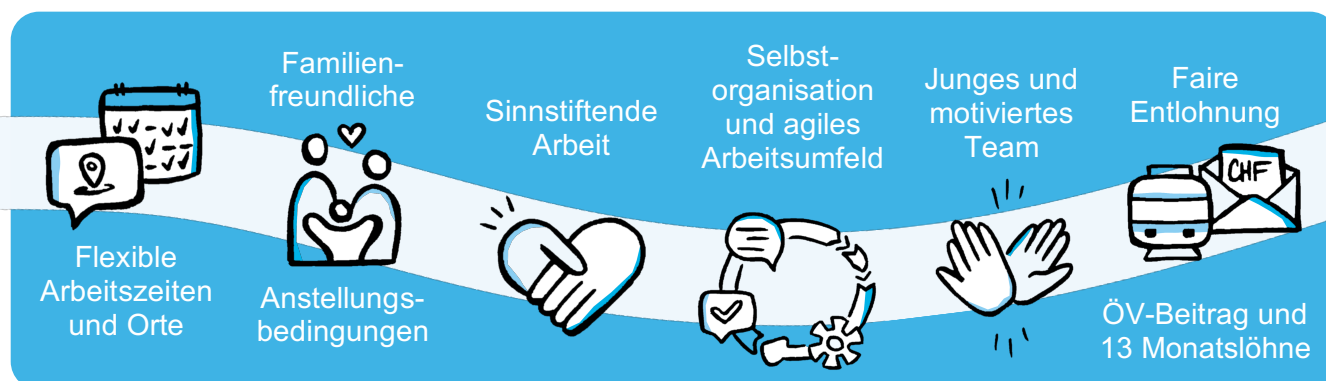 Flexible
Arbeitszeiten
und Orte
Familien-
freundliche
Anstellungs-
bedingungen
Sinnstiftende
Arbeit
Selbst-
organisation
und agiles
Arbeitsumfeld
Junges und
motiviertes
Team
Faire
Entlohnung
CHF
ÖV-Beitrag und
13 Monatslöhne